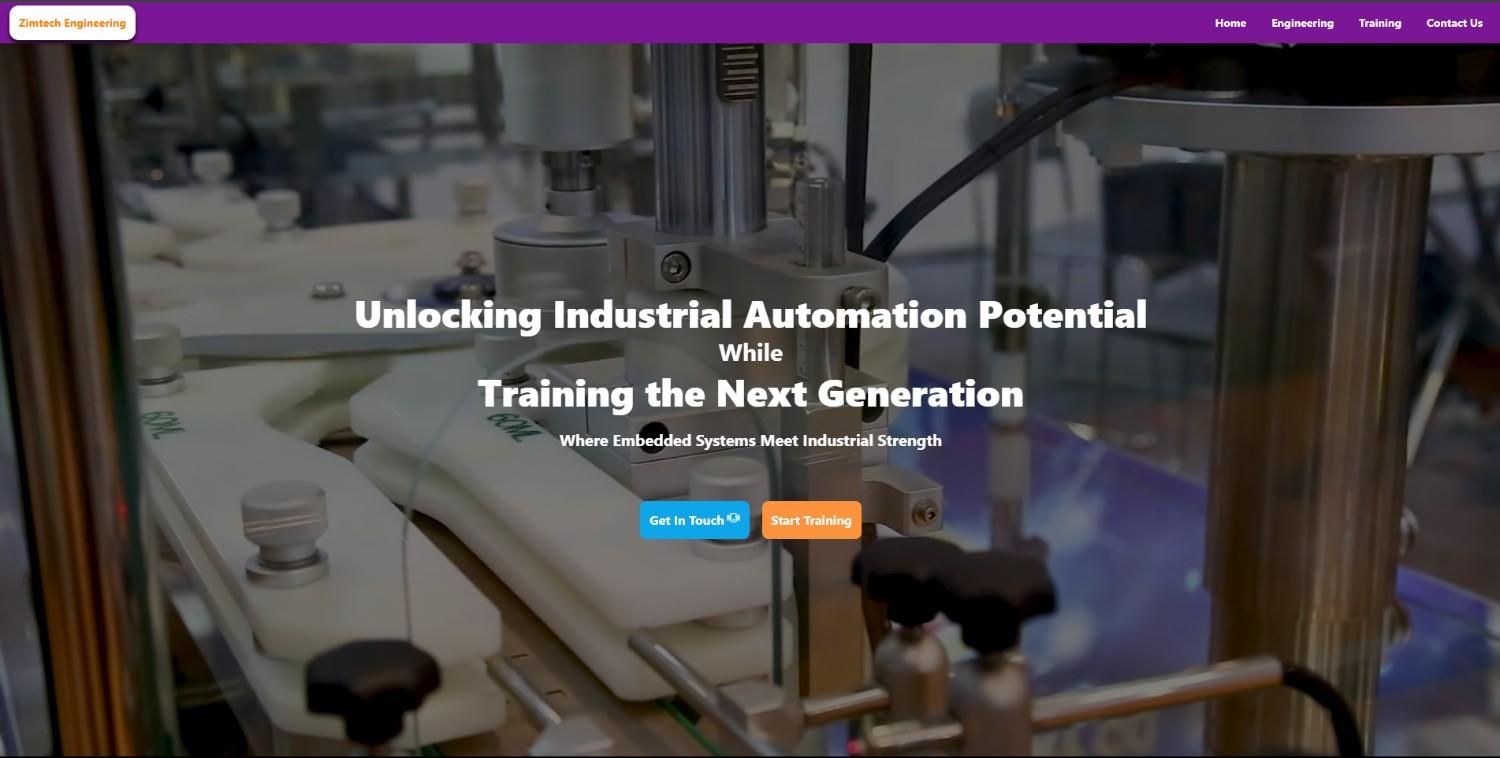 Zimtech Engineering
Home Engineering Training Contact Us
Unlocking Industrial Automation Potential
While
Training the Next Generation
60ML 60ML
Where Embedded Systems Meet Industrial Strength
Get In Touch
Start Training